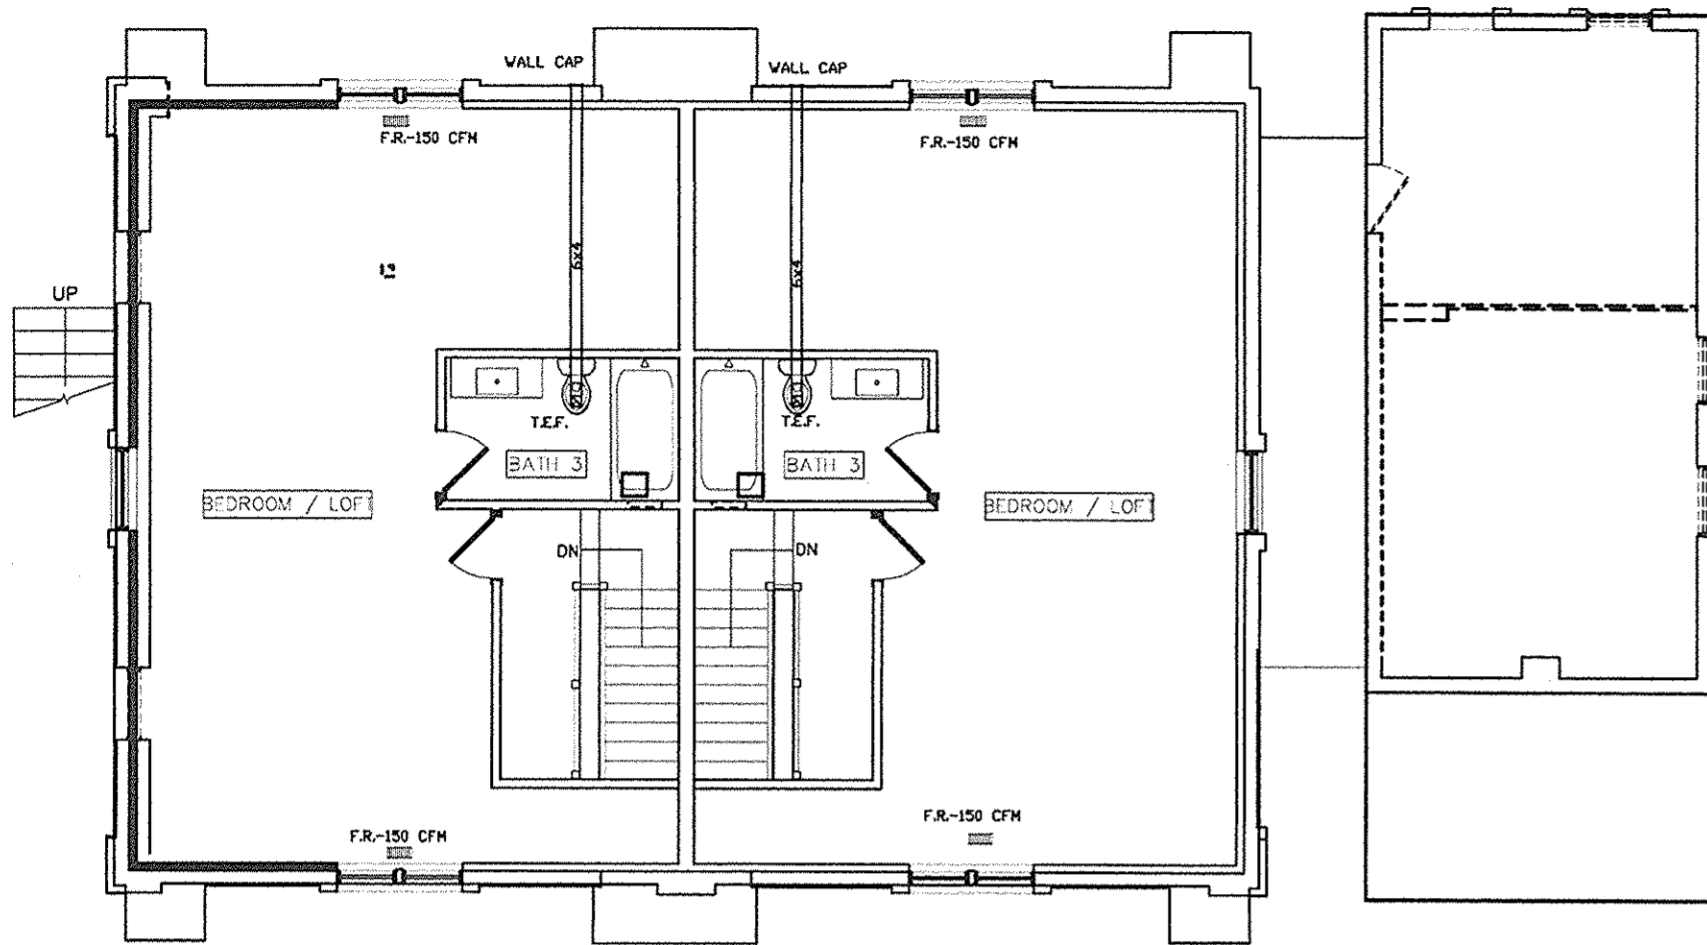 WALL CAP
WALL CAP
F.R.-150 CFM
F.R.-150 CFM
6X4
6X4
UP
T.E.F.
T.E.F.
BATH 3
BATH 3
BEDROOM / LOFT
BEDROOM / LOFT
DN
DN
F.R.-150 CFM
F.R.-150 CFM